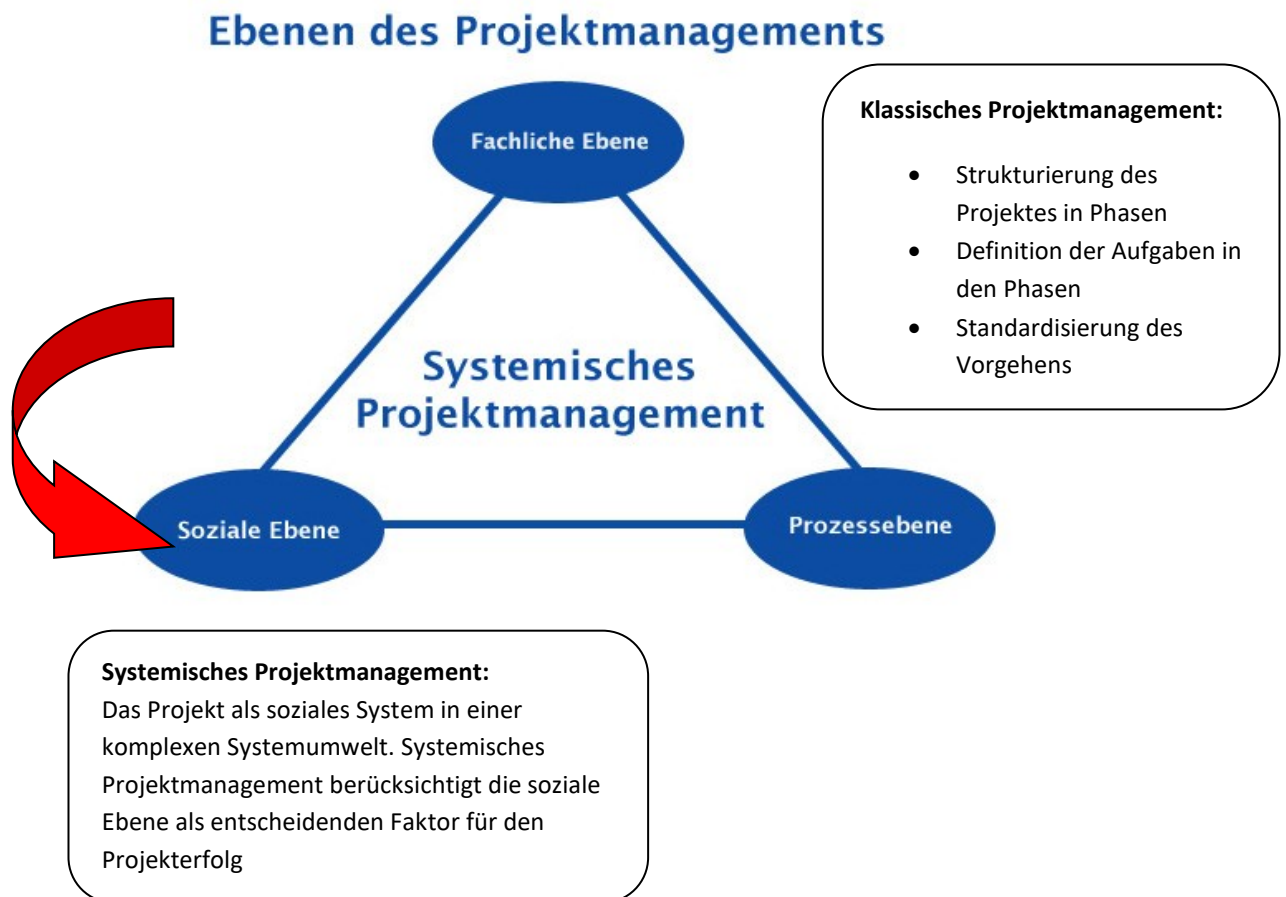 Ebenen des Projektmanagements
Fachliche Ebene
Klassisches Projektmanagement:
• Strukturierung des
Projektes in Phasen
• Definition der Aufgaben in
den Phasen
• Standardisierung des
Vorgehens
Systemisches
Projektmanagement
Soziale Ebene
Prozessebene
Systemisches Projektmanagement:
Das Projekt als soziales System in einer
komplexen Systemumwelt. Systemisches
Projektmanagement berücksichtigt die soziale
Ebene als entscheidenden Faktor für den
Projekterfolg